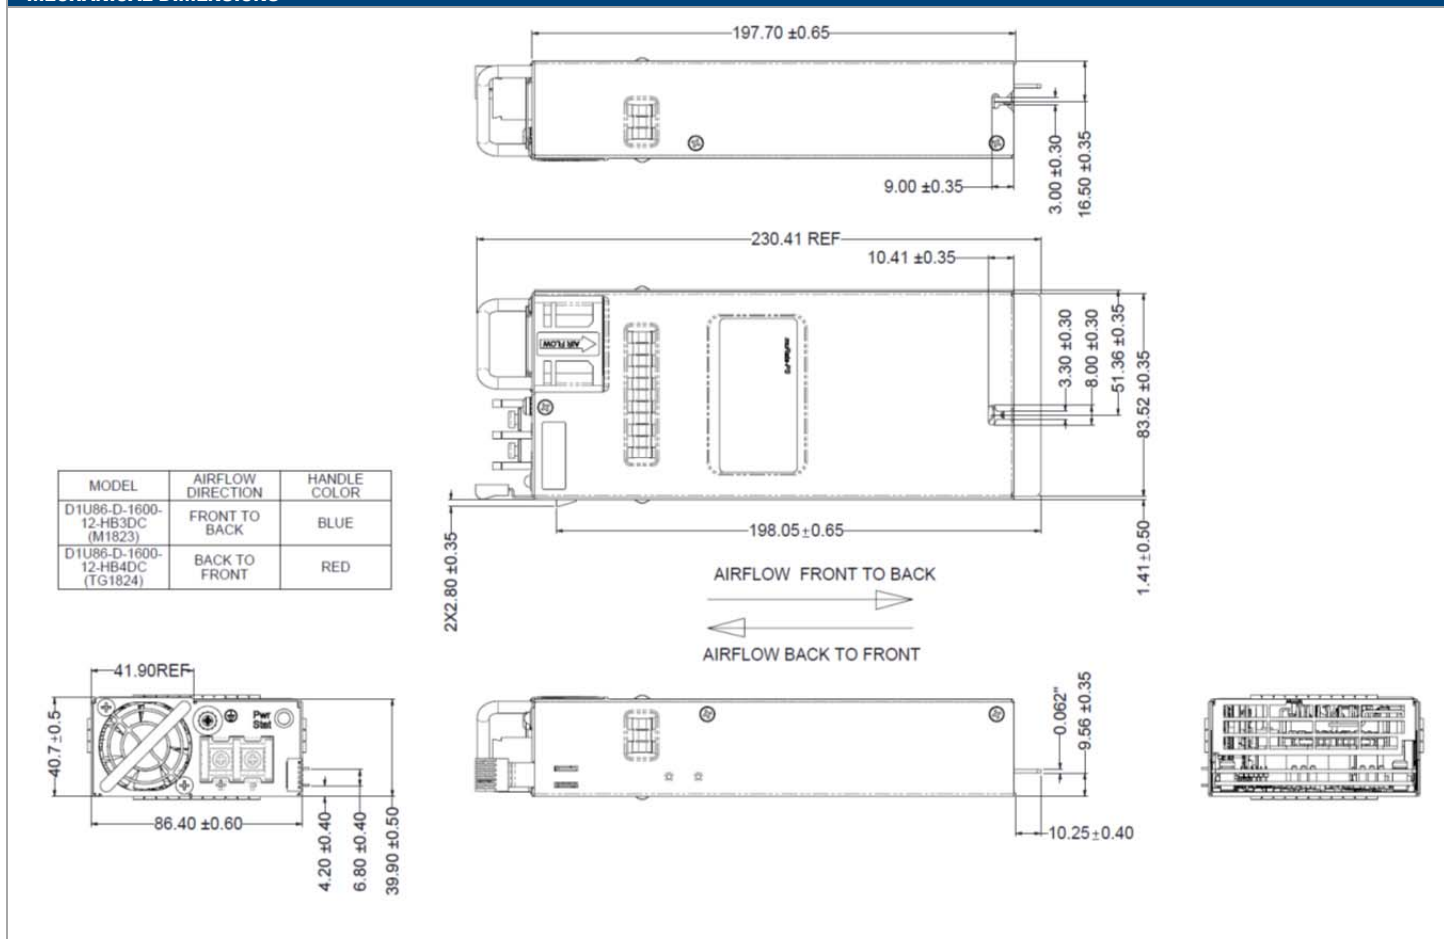 MECHANICAL DIMENSIONS
197.70 ±0.65
9.00 ±0.35
3.00 ±0.30
16.50 ±0.35
230.41 REF
10.41 ±0.35
AIR FLOW
3.30 ±0.30
8.00 ±0.30
51.36 ±0.35
83.52 ±0.35
198.05±0.65
2X2.80 ±0.35
1.41±0.50
MODEL
AIRFLOW
DIRECTION
HANDLE
COLOR
D1U86-D-1600-
12-HB3DC
(M1823)
FRONT TO
BACK
BLUE
D1U86-D-1600-
12-HB4DC
(TG1824)
BACK TO
FRONT
RED
AIRFLOW FRONT TO BACK
AIRFLOW BACK TO FRONT
41.90REF
40.7±0.5
Pwr
Stat
86.40 ±0.60
4.20 ±0.40
6.80 ±0.40
39.90 ±0.50
0.062"
9.56 ±0.35
10.25±0.40